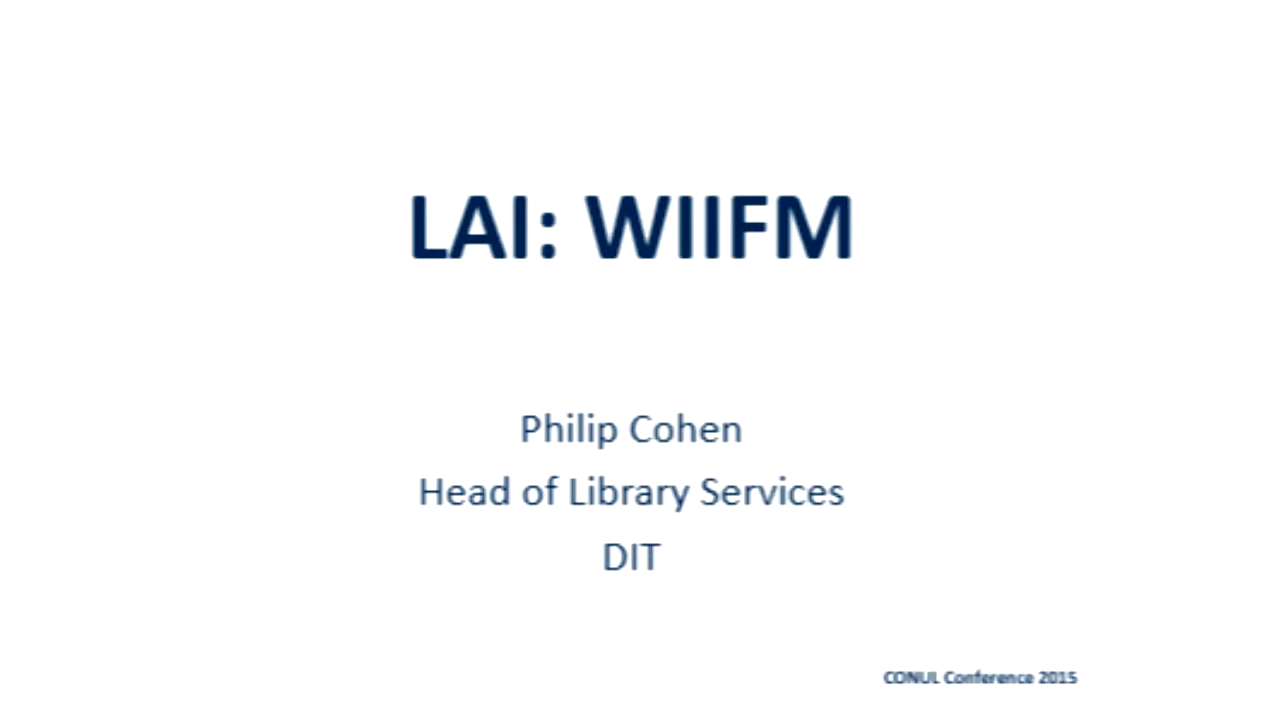 LAI: WIIFM
Philip Cohen
Head of Library Services
DIT
CONUL Conference 2015